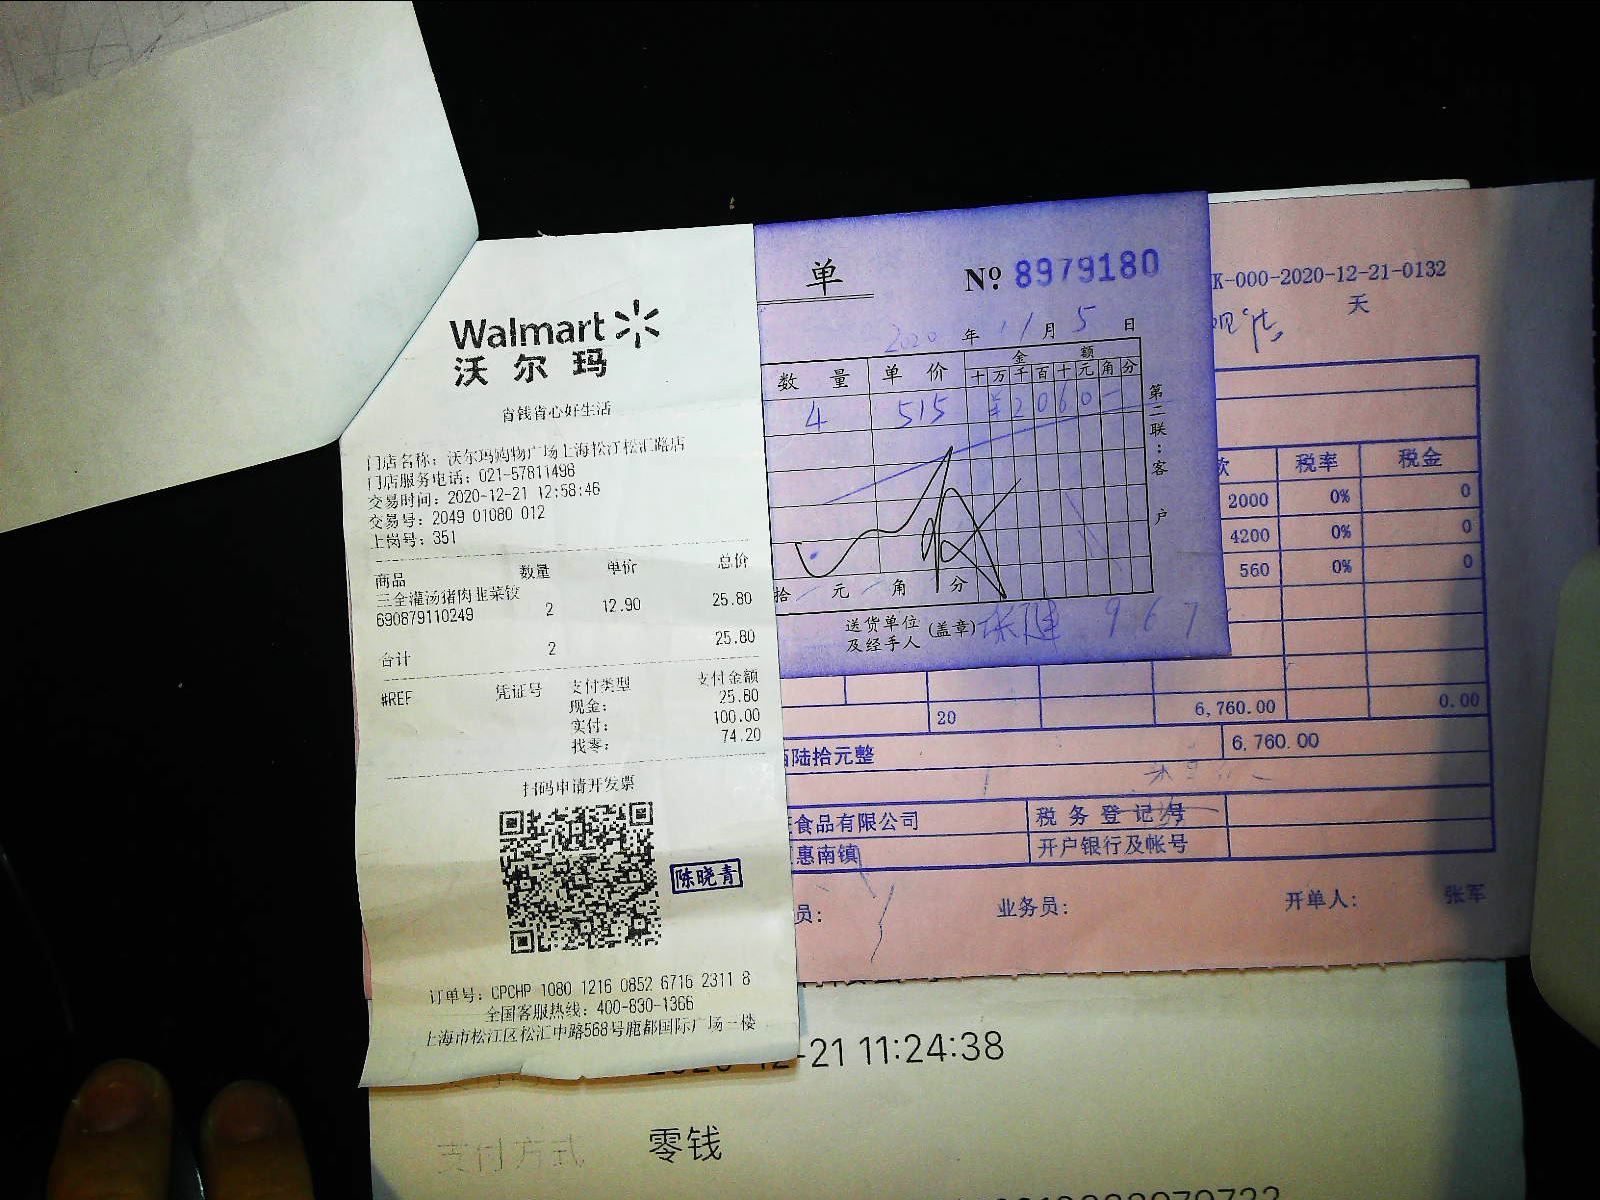 Walmart
沃尔玛
省钱省心好生活
门店名称：沃尔玛购物广场上海松江松汇路店
门店服务电话：021-57811498
交易时间：2020-12-21 12:58:46
交易号：2049 01080 012
上岗号：351
商品 数量 单价 总价
三全灌汤猪肉韭菜饺
690879110249 2 12.90 25.80
合计 2 25.80
#REF 凭证号 支付类型 支付金额
现金： 25.80
实付： 100.00
找零： 74.20
扫码申请开发票
陈晓青
订单号：CPCHP 1080 1216 0852 6716 2311 8
全国客服热线：400-830-1366
上海市松江区松汇中路568号鹿都国际广场一楼
单 № 8979180
2020 年 11 月 5 日
数量 单价 金额
十 万 千 百 十 元 角 分
4 515 ¥2060-
第二联：客户
拾 元 角 分
送货单位
及经手人 (盖章) 967
K-000-2020-12-21-0132
天
款 税率 税金
2000 0% 0
4200 0% 0
560 0% 0
20 6,760.00 0.00
陆拾元整 6,760.00
食品有限公司 税务登记号
惠南镇 开户银行及帐号
员： 业务员： 开单人： 张军
-21 11:24:38
支付方式 零钱